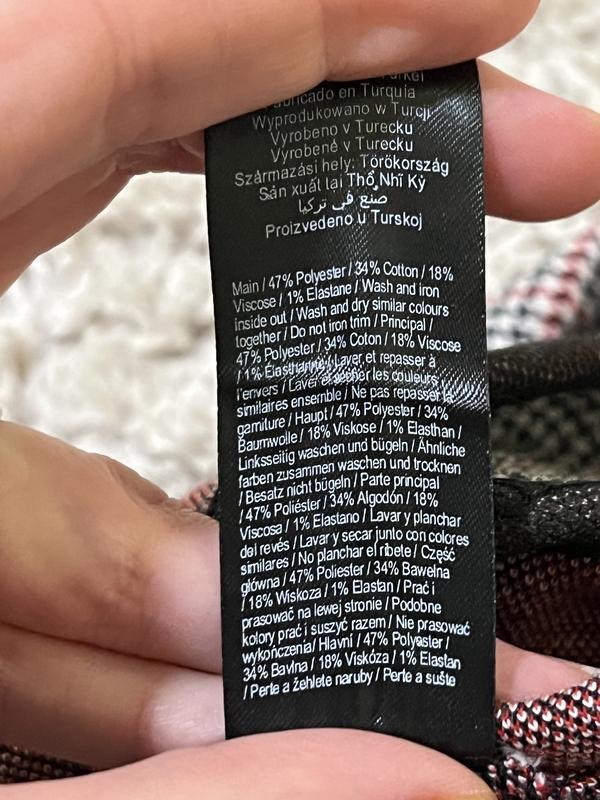 Fabricado en Turquia
Wyprodukowano w Turcji
Vyrobeno v Turecku
Vyrobené v Turecku
Származási hely: Törökország
Sản xuất lại Thổ Nhĩ Kỳ
صنع في تركيا
Proizvedeno u Turskoj
Main / 47% Polyester / 34% Cotton / 18%
Viscose / 1% Elastane / Wash and iron
inside out / Wash and dry similar colours
together / Do not iron trim / Principal /
47% Polyester / 34% Coton / 18% Viscose
/ 1% Élasthanne / Laver et repasser à
l'envers / Laver et sécher les couleurs
similaires ensemble / Ne pas repasser la
garniture / Haupt / 47% Polyester / 34%
Baumwolle / 18% Viskose / 1% Elasthan /
Linksseitig waschen und bügeln / Ähnliche
farben zusammen waschen und trocknen
/ Besatz nicht bügeln / Parte principal
/ 47% Poliéster / 34% Algodón / 18%
Viscosa / 1% Elastano / Lavar y planchar
del revés / Lavar y secar junto con colores
similares / No planchar el ribete / Część
główna / 47% Poliester / 34% Bawełna
/ 18% Wiskoza / 1% Elastan / Prać i
prasować na lewej stronie / Podobne
kolory prać i suszyć razem / Nie prasować
wykończenia/ Hlavní / 47% Polyester /
34% Bavlna / 18% Viskóza / 1% Elastan
/ Perte a žehlete naruby / Perte a sušte